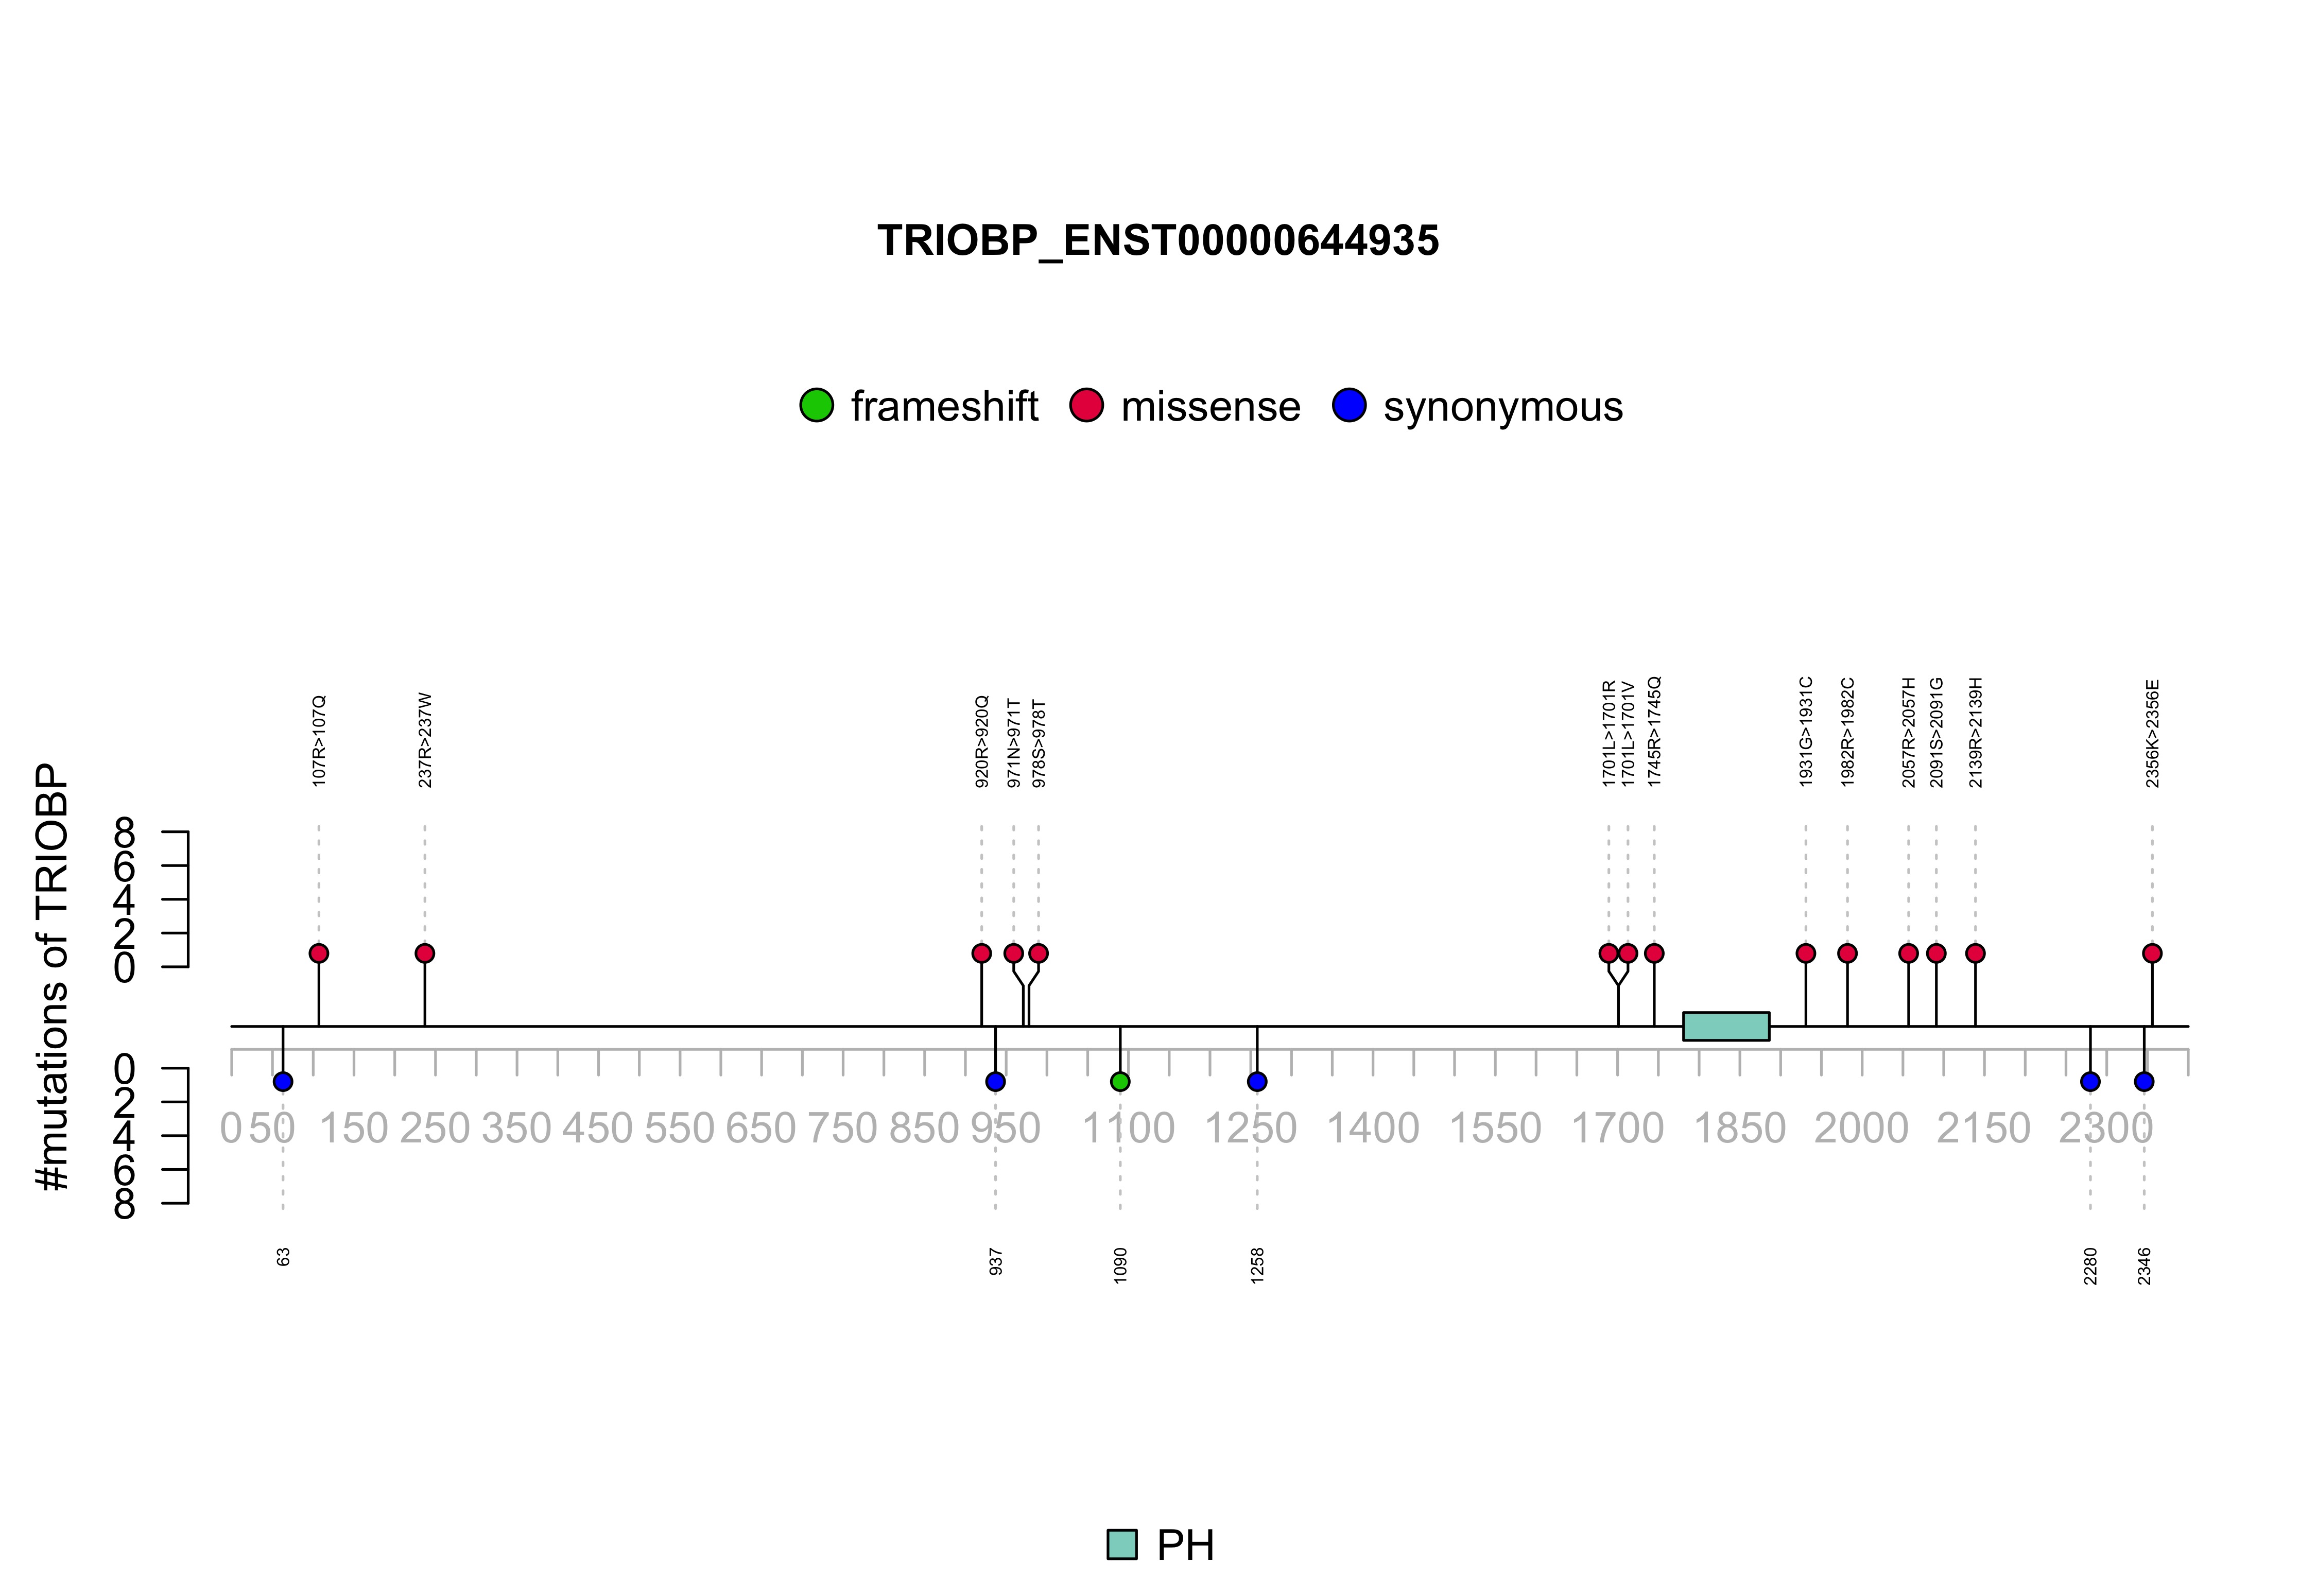 TRIOBP_ENST00000644935
frameshift missense synonymous
107R>107Q
237R>237W
920R>920Q
971N>971T
978S>978T
1701L>1701R
1701L>1701V
1745R>1745Q
1931G>1931C
1982R>1982C
2057R>2057H
2091S>2091G
2139R>2139H
2356K>2356E
#mutations of TRIOBP
8
6
4
2
0
0
2
4
6
8
0 50 150 250 350 450 550 650 750 850 950 1100 1250 1400 1550 1700 1850 2000 2150 2300
63
937
1090
1258
2280
2346
PH